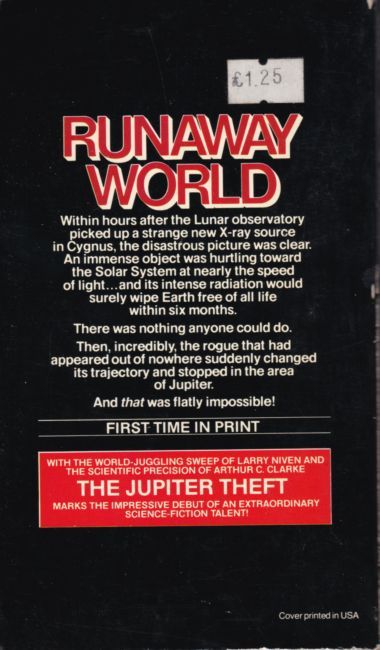 £1.25
RUNAWAY
WORLD
Within hours after the Lunar observatory
picked up a strange new X-ray source
in Cygnus, the disastrous picture was clear.
An immense object was hurtling toward
the Solar System at nearly the speed
of light...and its intense radiation would
surely wipe Earth free of all life
within six months.
There was nothing anyone could do.
Then, incredibly, the rogue that had
appeared out of nowhere suddenly changed
its trajectory and stopped in the area
of Jupiter.
And that was flatly impossible!
FIRST TIME IN PRINT
WITH THE WORLD-JUGGLING SWEEP OF LARRY NIVEN AND
THE SCIENTIFIC PRECISION OF ARTHUR C. CLARKE
THE JUPITER THEFT
MARKS THE IMPRESSIVE DEBUT OF AN EXTRAORDINARY
SCIENCE-FICTION TALENT!
Cover printed in USA